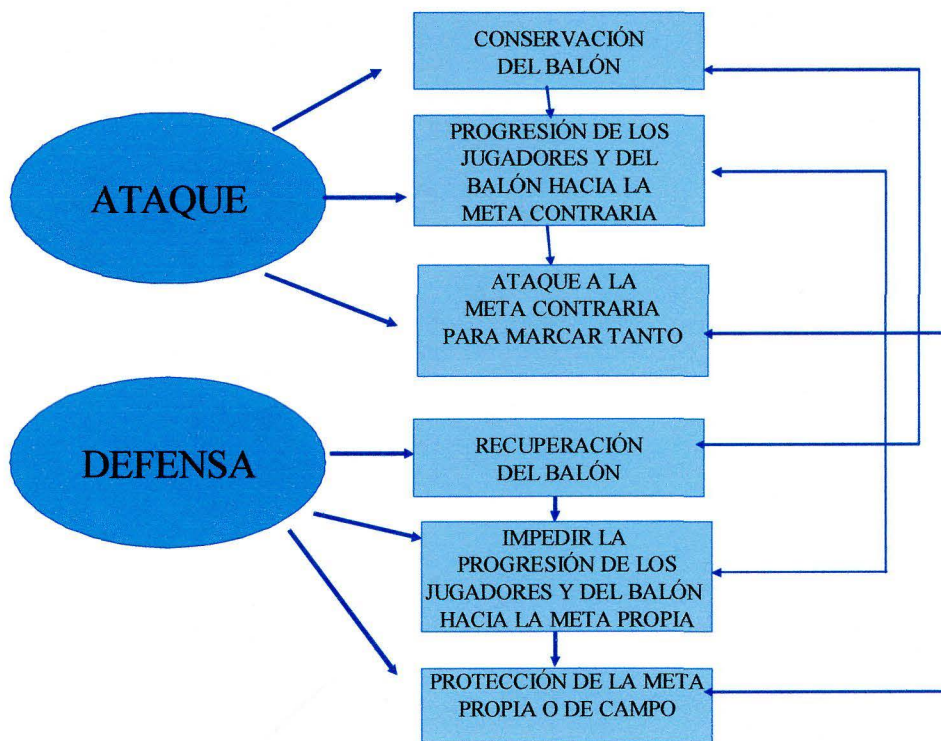 CONSERVACIÓN
DEL BALÓN
ATAQUE
PROGRESIÓN DE LOS
JUGADORES Y DEL
BALÓN HACIA LA
META CONTRARIA
ATAQUE A LA
META CONTRARIA
PARA MARCAR TANTO
DEFENSA
RECUPERACIÓN
DEL BALÓN
IMPEDIR LA
PROGRESIÓN DE LOS
JUGADORES Y DEL BALÓN
HACIA LA META PROPIA
PROTECCIÓN DE LA META
PROPIA O DE CAMPO